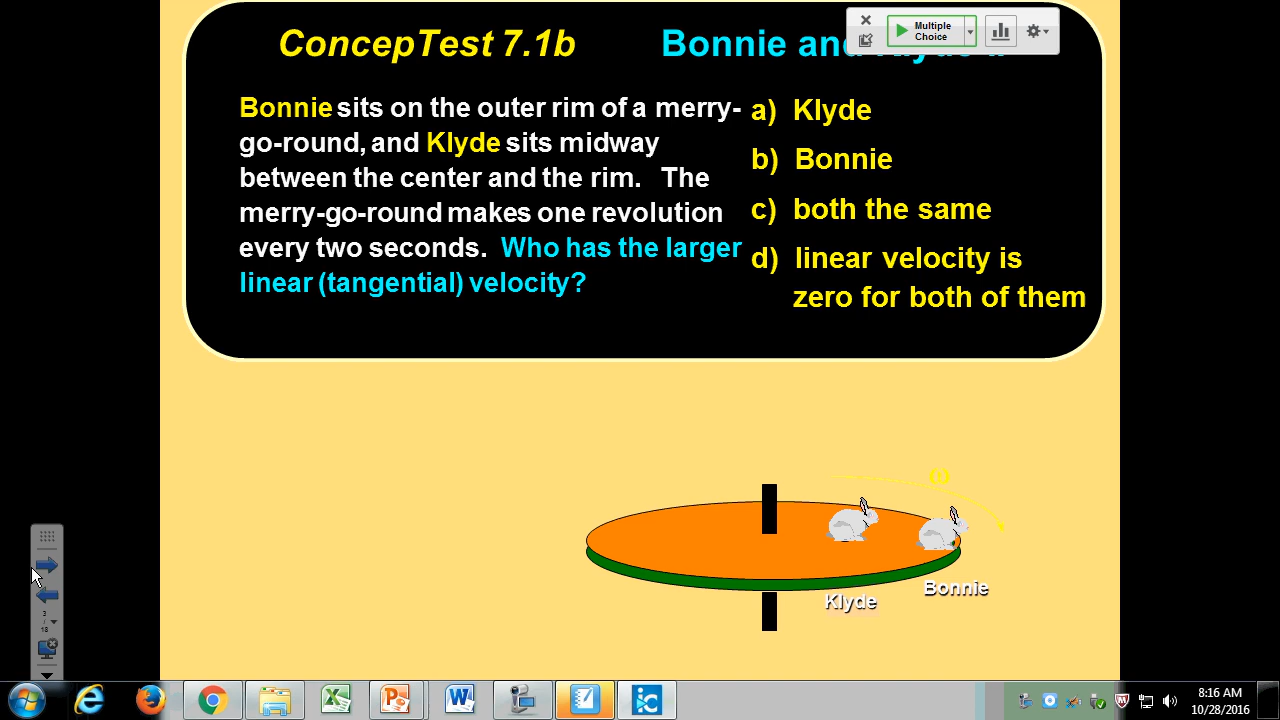 ConcepTest 7.1b
Bonnie and
Multiple
Choice
Bonnie sits on the outer rim of a merry-
go-round, and Klyde sits midway
between the center and the rim. The
merry-go-round makes one revolution
every two seconds. Who has the larger
linear (tangential) velocity?
a) Klyde
b) Bonnie
c) both the same
d) linear velocity is
zero for both of them
ω
Klyde
Bonnie
3
/
18
8:16 AM
10/28/2016